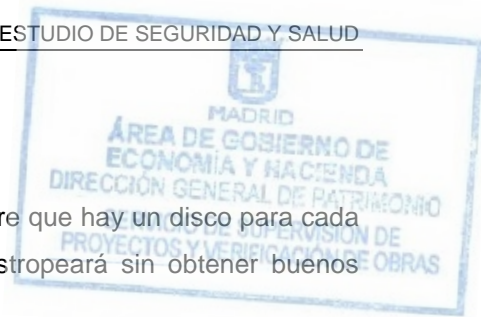 ESTUDIO DE SEGURIDAD Y SALUD
MADRID
ÁREA DE GOBIERNO DE
ECONOMÍA Y HACIENDA
DIRECCIÓN GENERAL DE PATRIMONIO
SERVICIO DE SUPERVISIÓN DE
PROYECTOS Y VERIFICACIÓN DE OBRAS
re que hay un disco para cada
stropeará sin obtener buenos